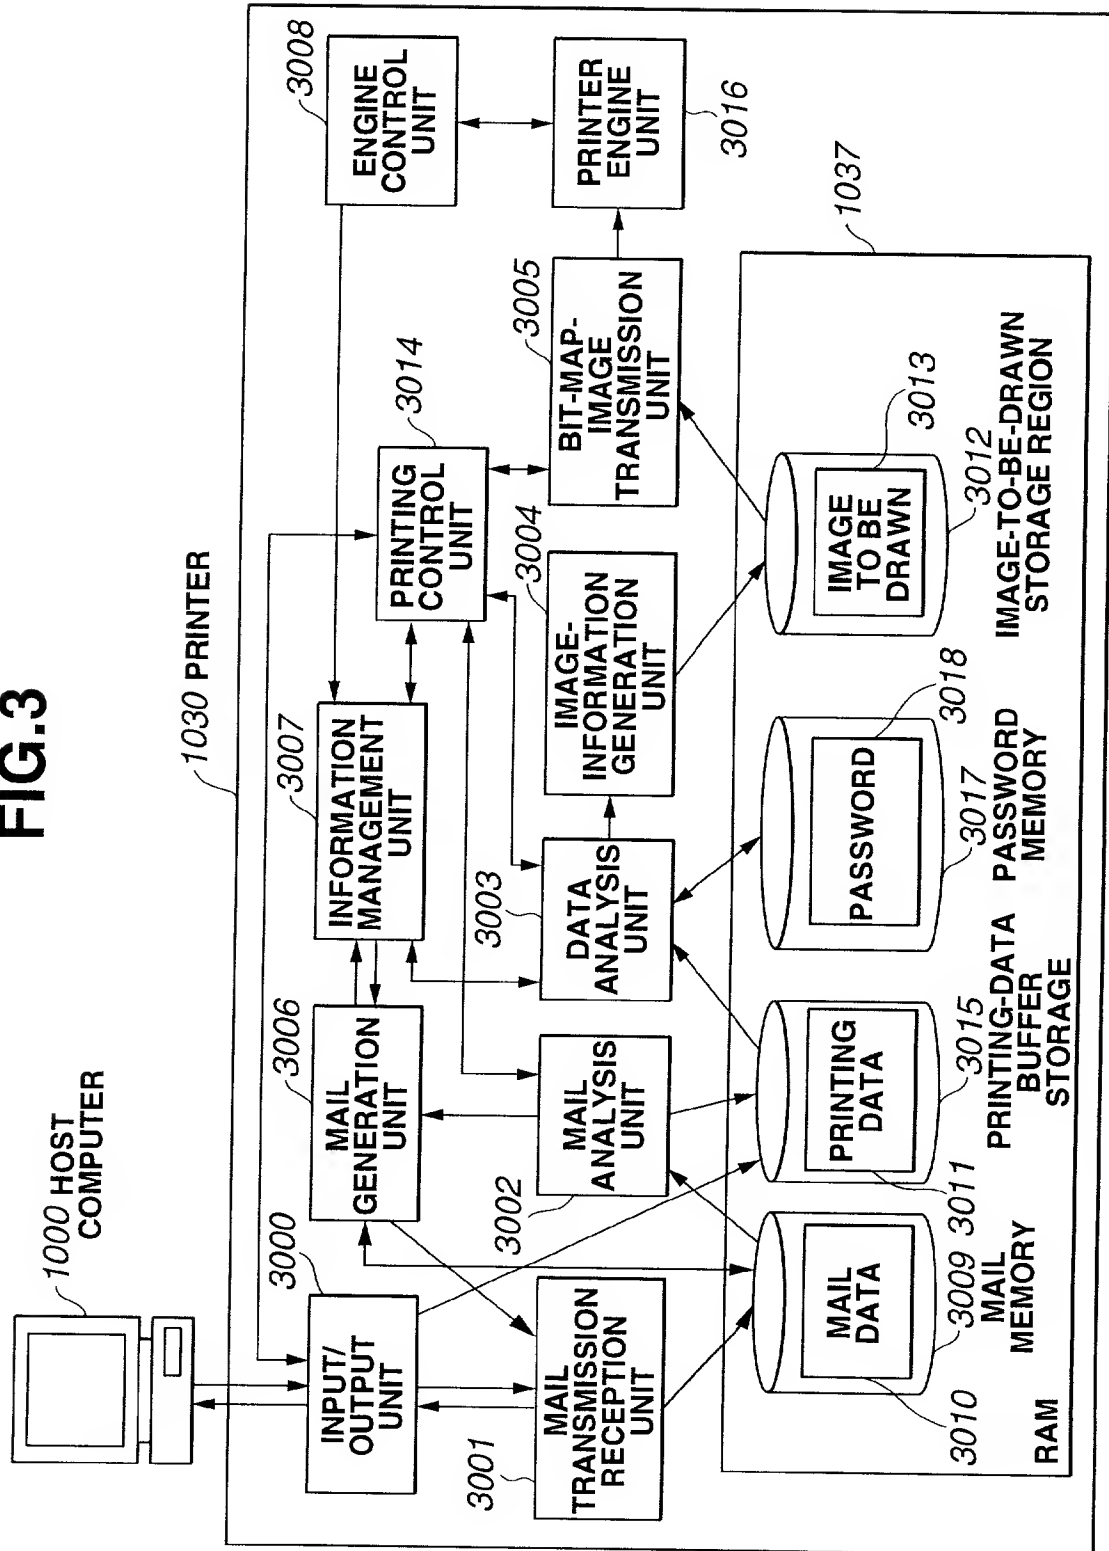 FIG.3
1000 HOST
COMPUTER
1030 PRINTER
3000
INPUT/
OUTPUT
UNIT
3006
MAIL
GENERATION
UNIT
3007
INFORMATION
MANAGEMENT
UNIT
3014
PRINTING
CONTROL
UNIT
3008
ENGINE
CONTROL
UNIT
3001
MAIL
TRANSMISSION
RECEPTION
UNIT
3002
MAIL
ANALYSIS
UNIT
3003
DATA
ANALYSIS
UNIT
3004
IMAGE-
INFORMATION
GENERATION
UNIT
3005
BIT-MAP-
IMAGE
TRANSMISSION
UNIT
PRINTER
ENGINE
UNIT
3016
1037
MAIL
DATA
3010
3009
MAIL
MEMORY
PRINTING
DATA
3011
3015
PRINTING-DATA
BUFFER
STORAGE
PASSWORD
3018
3017
PASSWORD
MEMORY
IMAGE
TO BE
DRAWN
3013
3012
IMAGE-TO-BE-DRAWN
STORAGE REGION
RAM